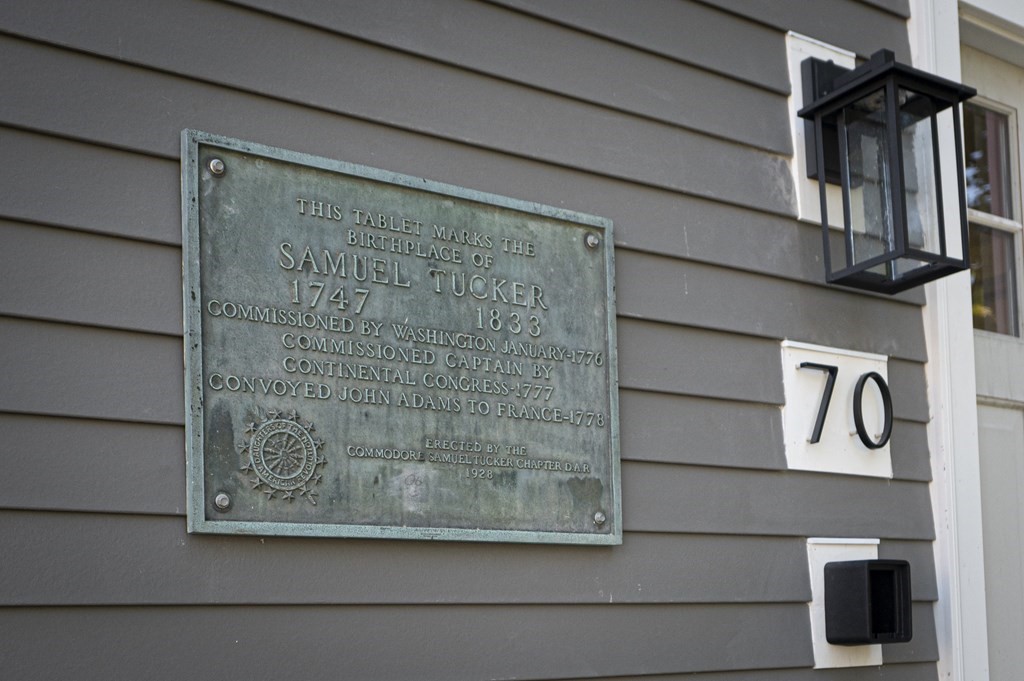 THIS TABLET MARKS THE
BIRTHPLACE OF
SAMUEL TUCKER
1747 1833
COMMISSIONED BY WASHINGTON JANUARY-1776
COMMISSIONED CAPTAIN BY
CONTINENTAL CONGRESS-1777
CONVOYED JOHN ADAMS TO FRANCE-1778
ERECTED BY THE
COMMODORE SAMUEL TUCKER CHAPTER D.A.R.
1928
70